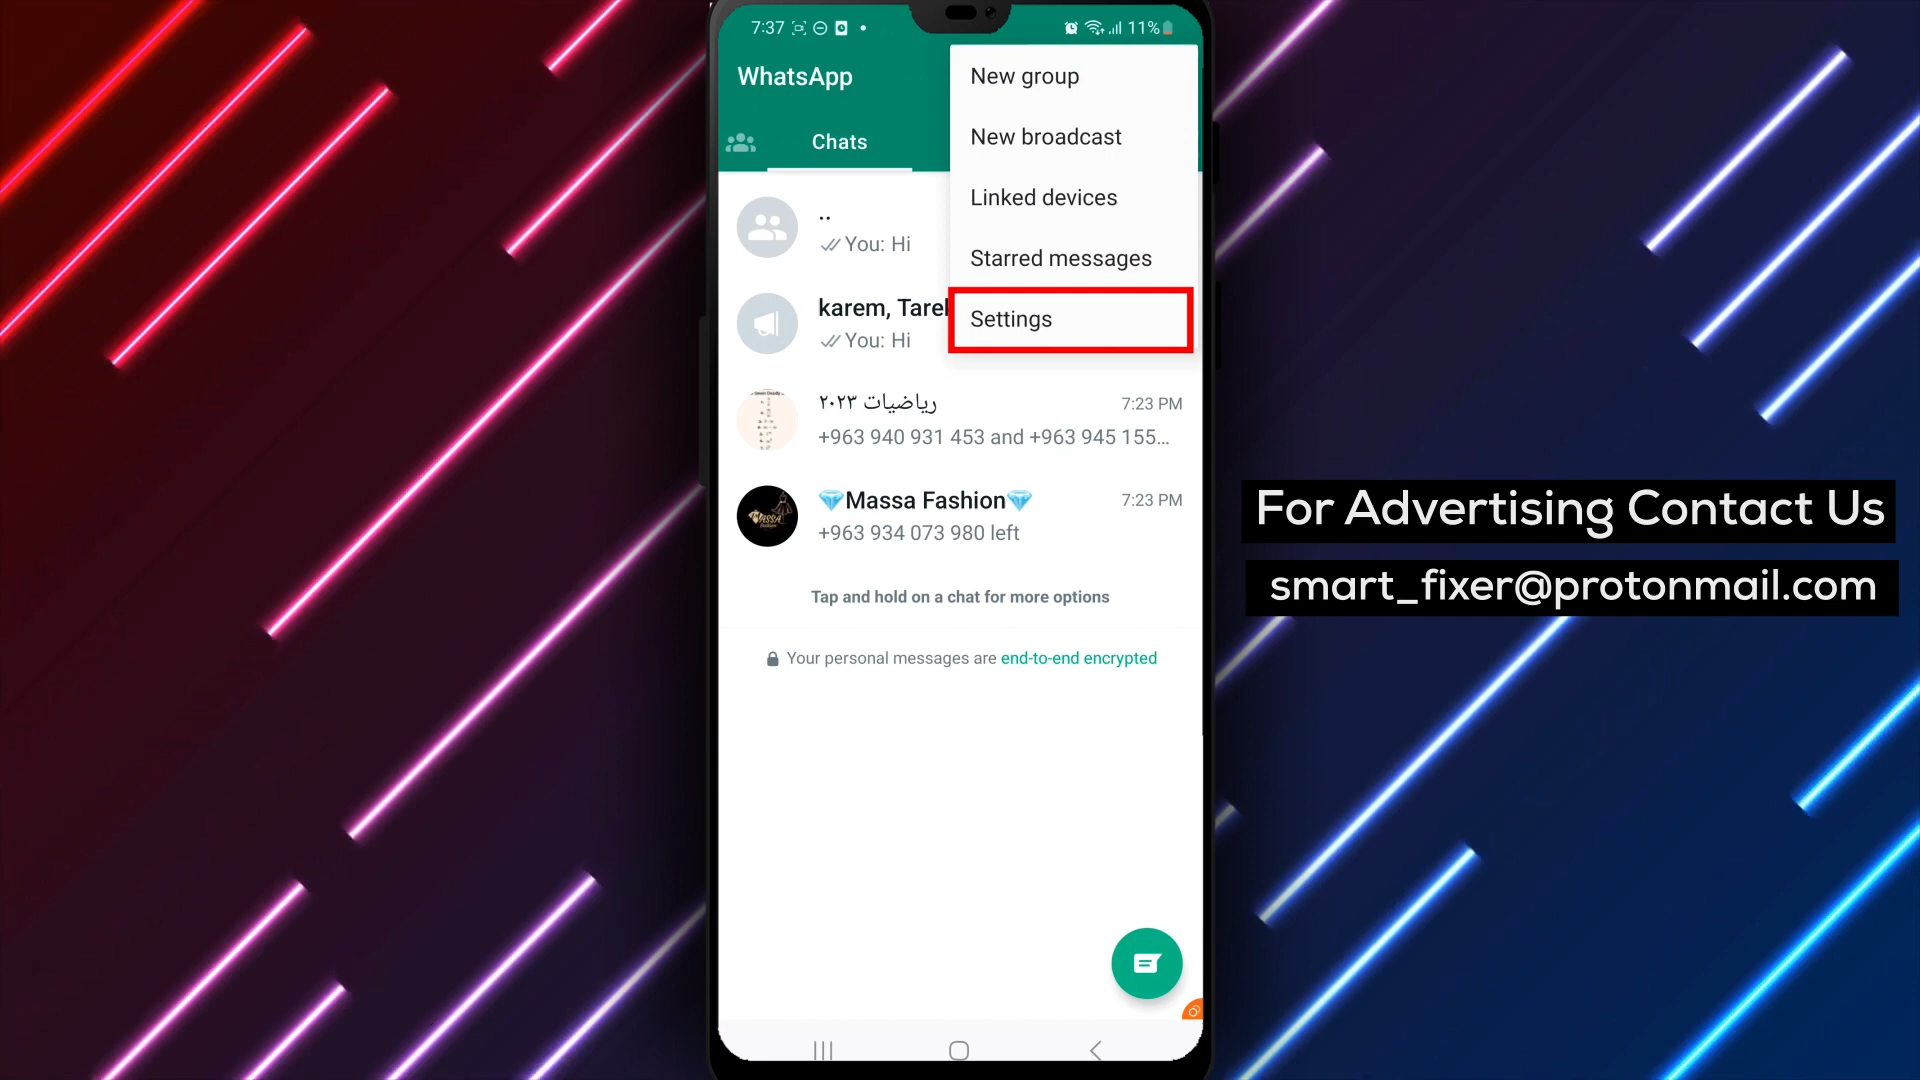 7:37
11%
WhatsApp
Chats
New group
New broadcast
Linked devices
Starred messages
Settings
..
You: Hi
karem, Tarek
You: Hi
رياضيات ٢٠٢٣
7:23 PM
+963 940 931 453 and +963 945 155...
💎Massa Fashion💎
7:23 PM
+963 934 073 980 left
MASSA
Tap and hold on a chat for more options
Your personal messages are end-to-end encrypted
For Advertising Contact Us
smart_fixer@protonmail.com